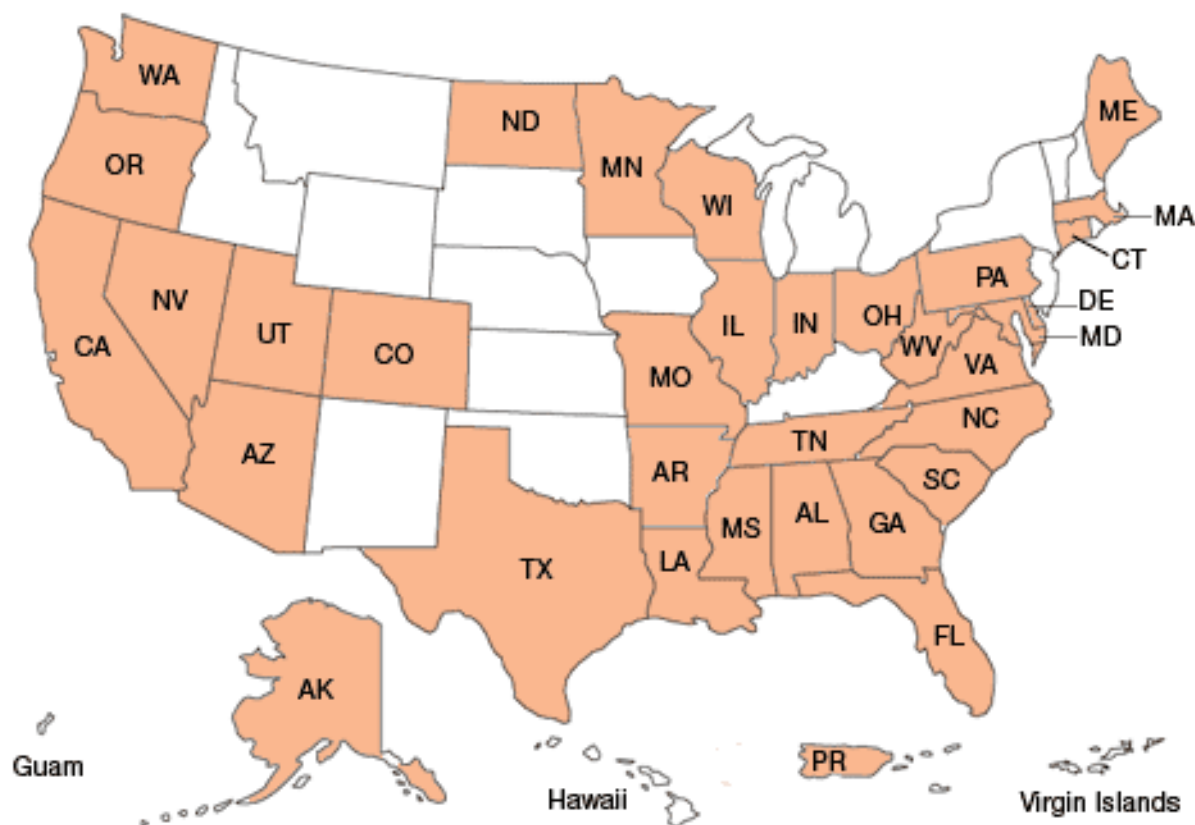 WA
ND
ME
OR
MN
WI
MA
CT
PA
NV
DE
UT
IL
IN
OH
MD
CA
CO
WV
VA
MO
NC
TN
AZ
AR
SC
MS
AL
GA
TX
LA
FL
AK
Guam
PR
Hawaii
Virgin Islands